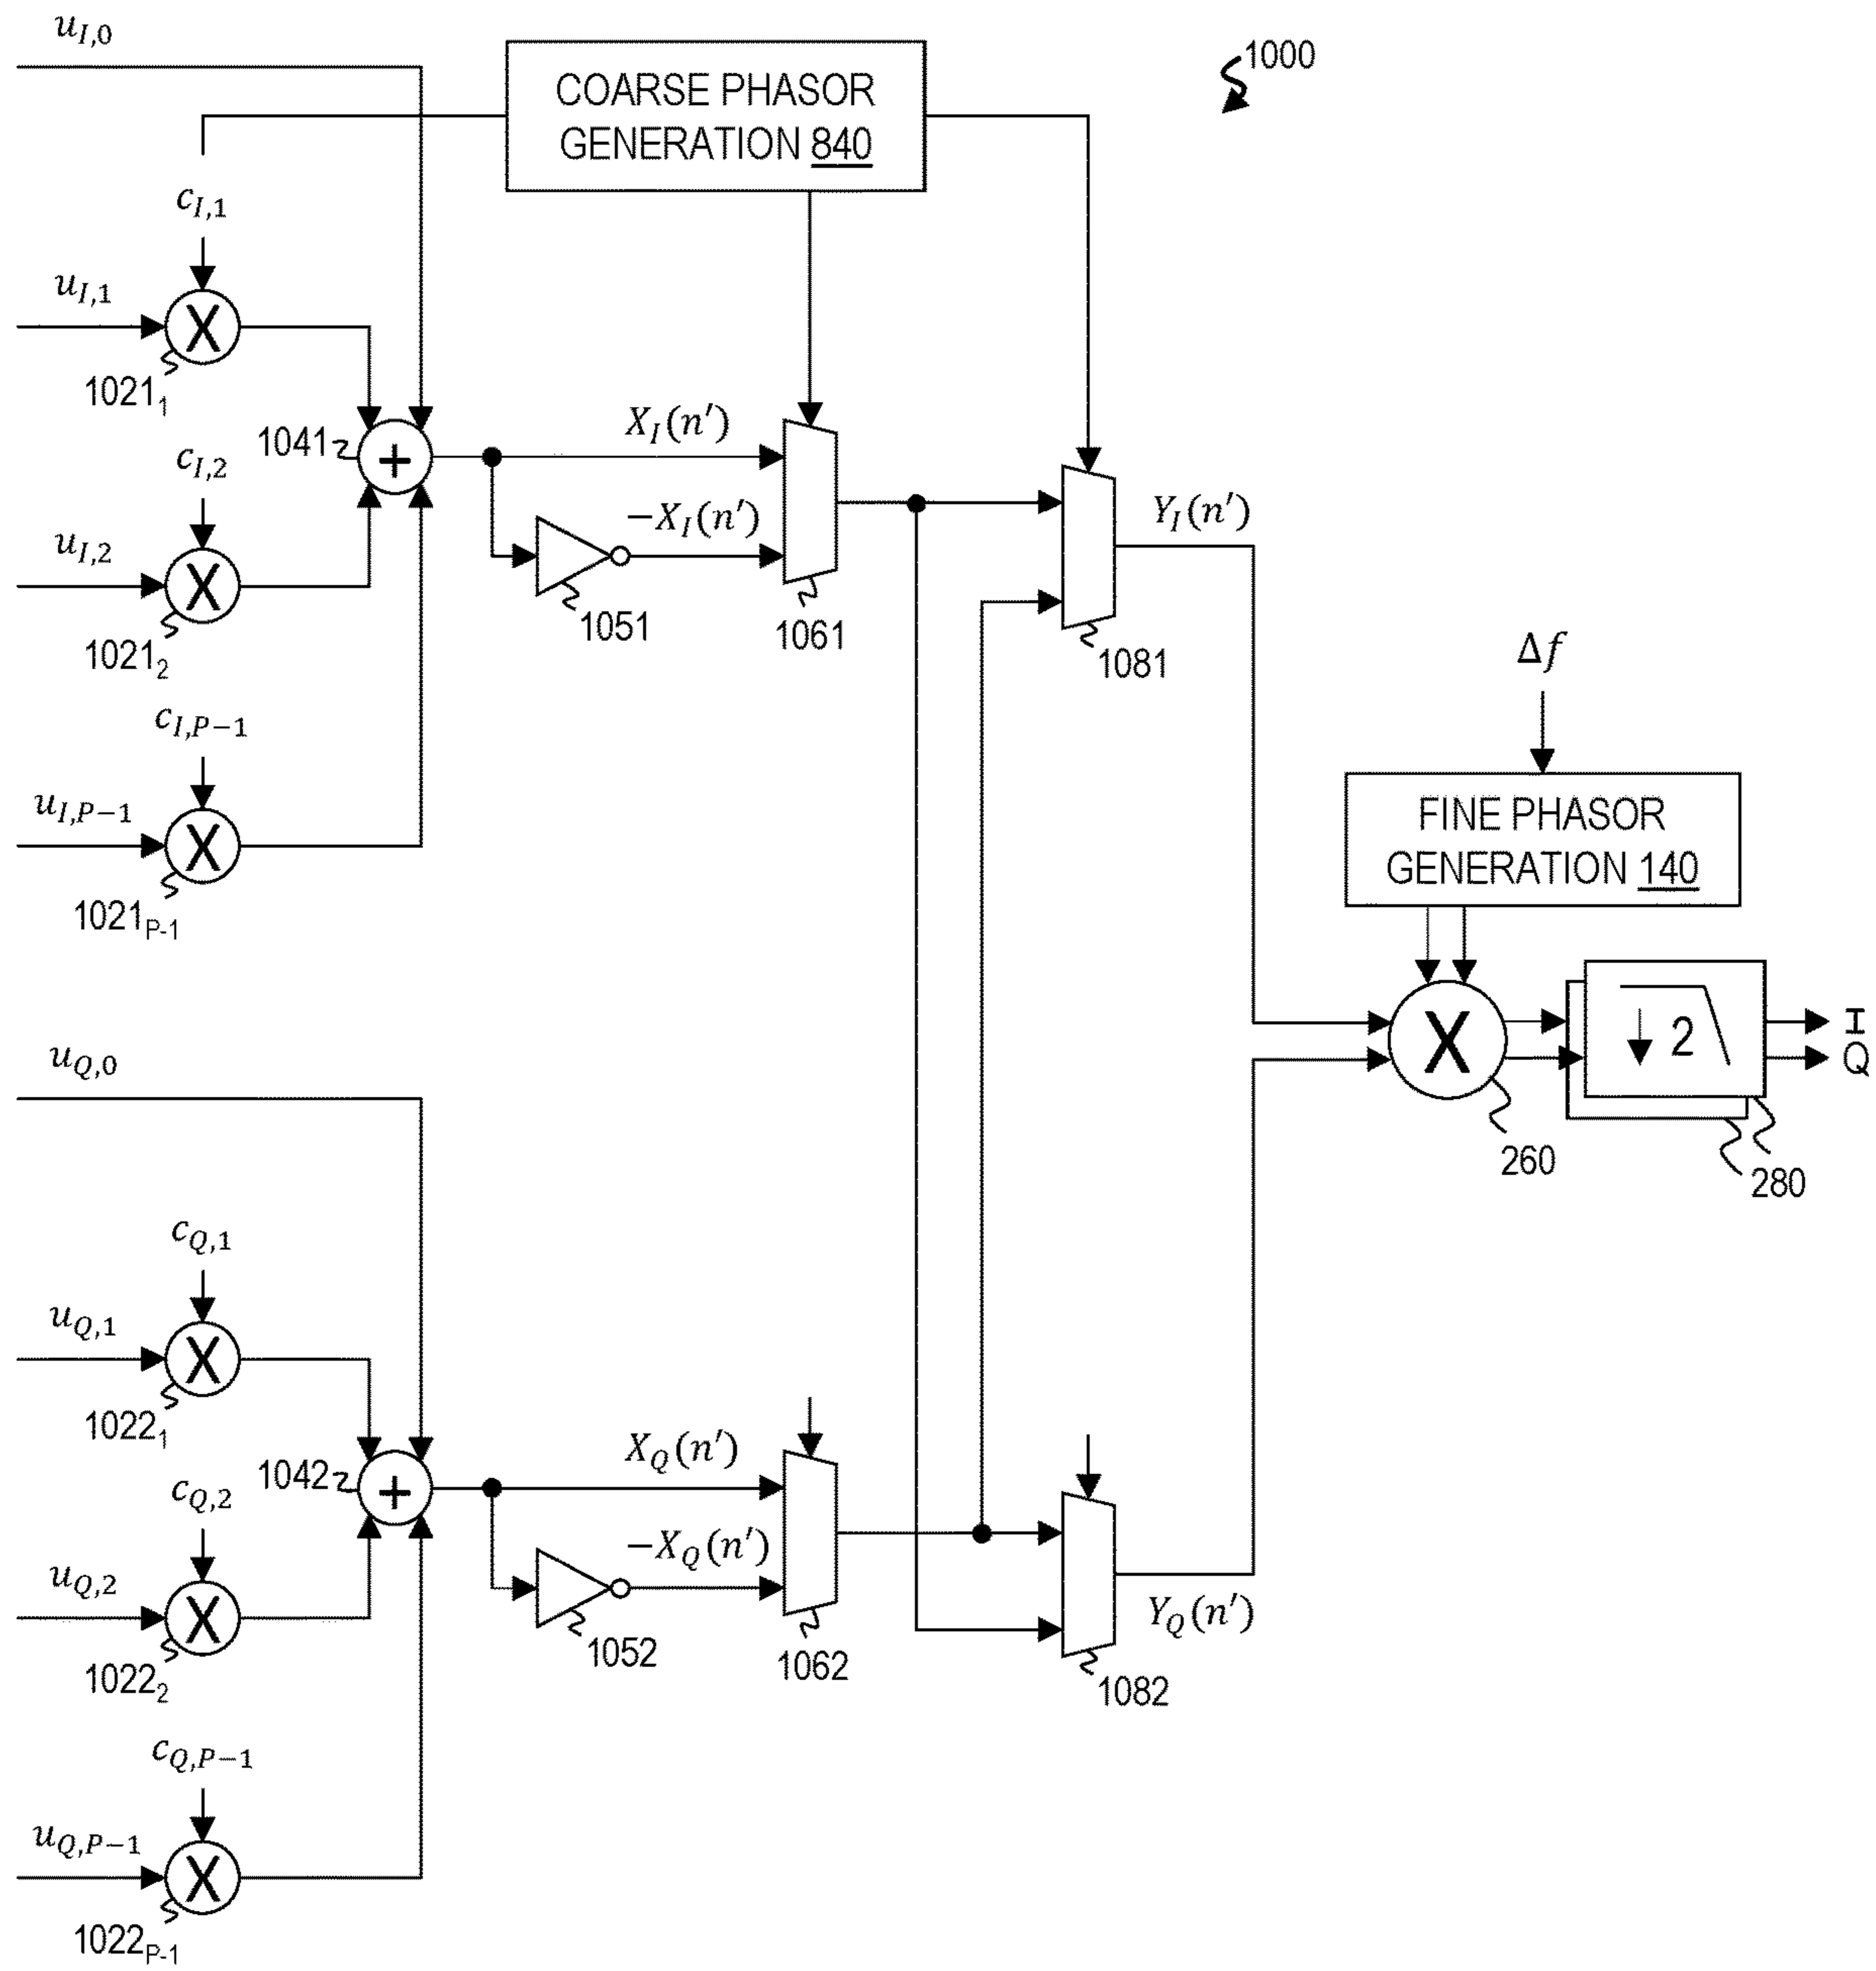 u_{I,0}
1000
COARSE PHASOR
GENERATION 840
c_{I,1}
u_{I,1}
1021_1
1041
X_I(n′)
c_{I,2}
−X_I(n′)
Y_I(n′)
u_{I,2}
1051
1061
1081
1021_2
Δf
c_{I,P−1}
u_{I,P−1}
FINE PHASOR
GENERATION 140
1021_{P-1}
X
X
X
+
X
2
I
Q
260
280
u_{Q,0}
c_{Q,1}
u_{Q,1}
X
1022_1
1042
+
X_Q(n′)
c_{Q,2}
−X_Q(n′)
u_{Q,2}
X
1052
1062
Y_Q(n′)
1082
1022_2
c_{Q,P−1}
u_{Q,P−1}
X
1022_{P-1}